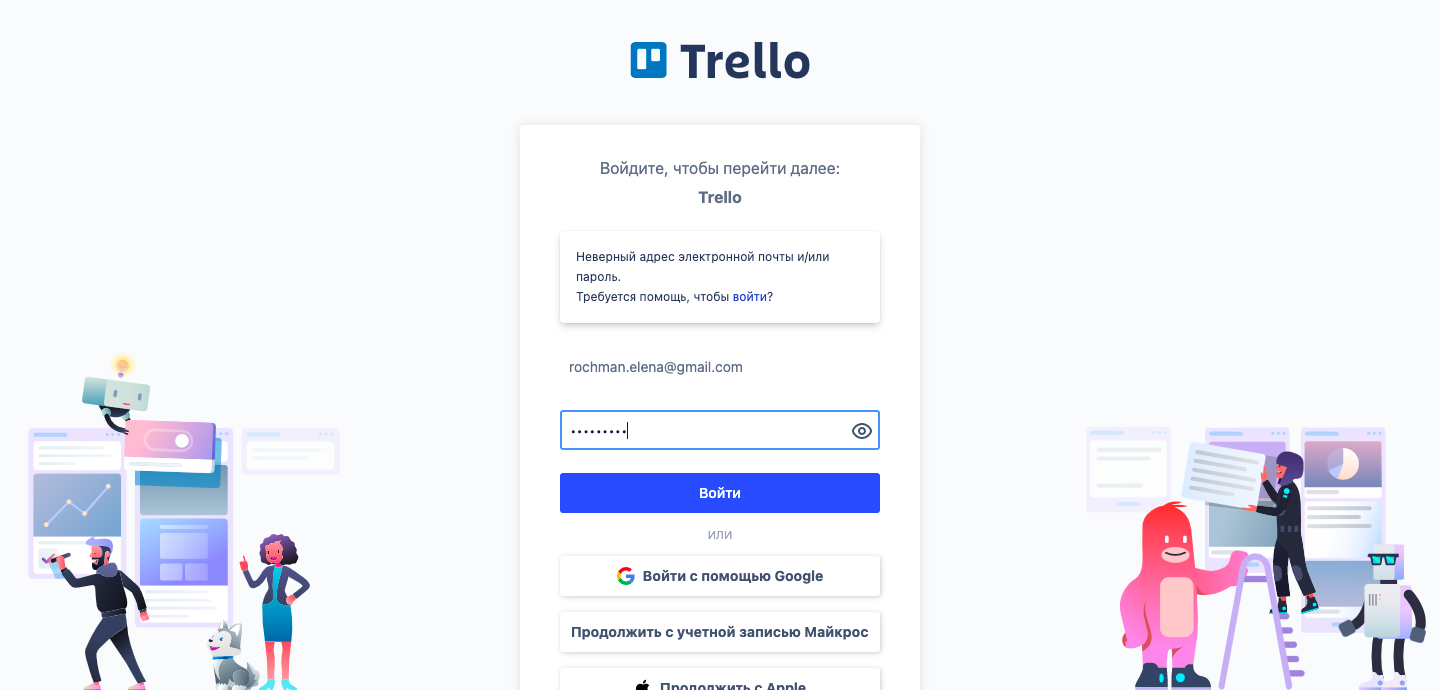 Trello
Войдите, чтобы перейти далее:
Trello
Неверный адрес электронной почты и/или
пароль.
Требуется помощь, чтобы войти?
rochman.elena@gmail.com
•••••••••
Войти
ИЛИ
Войти с помощью Google
Продолжить с учетной записью Майкрос
Продолжить с Apple